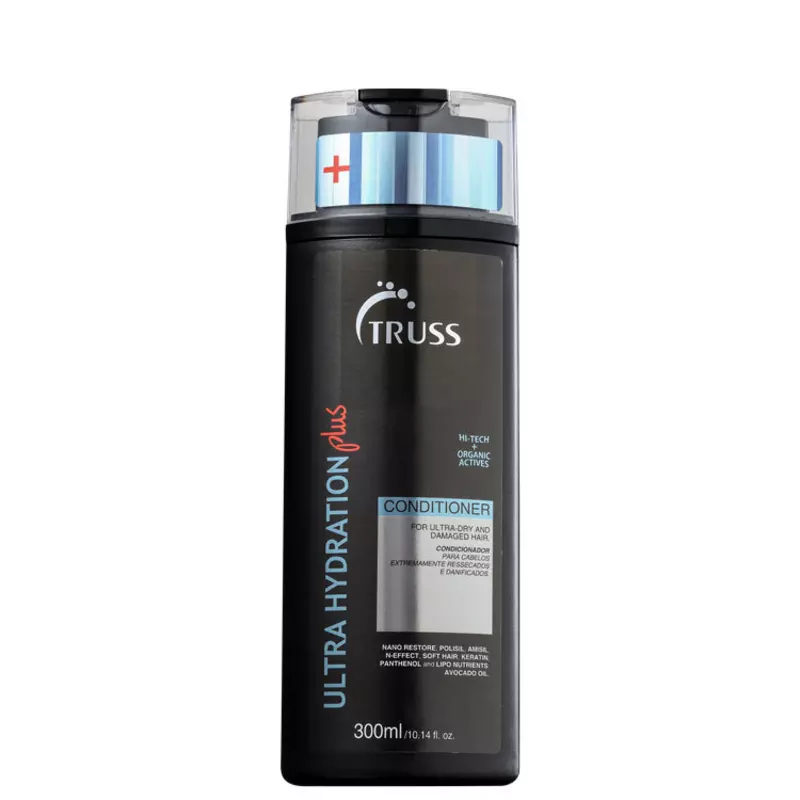 TRUSS
ULTRA HYDRATION plus
HI-TECH
+
ORGANIC
ACTIVES
CONDITIONER
FOR ULTRA-DRY AND
DAMAGED HAIR.
CONDICIONADOR
PARA CABELOS
EXTREMAMENTE RESSECADOS
E DANIFICADOS.
NANO RESTORE, POLISIL, AMISIL,
N-EFFECT, SOFT HAIR, KERATIN,
PANTHENOL and LIPO NUTRIENTS
AVOCADO OIL.
300ml/10.14 fl. oz.